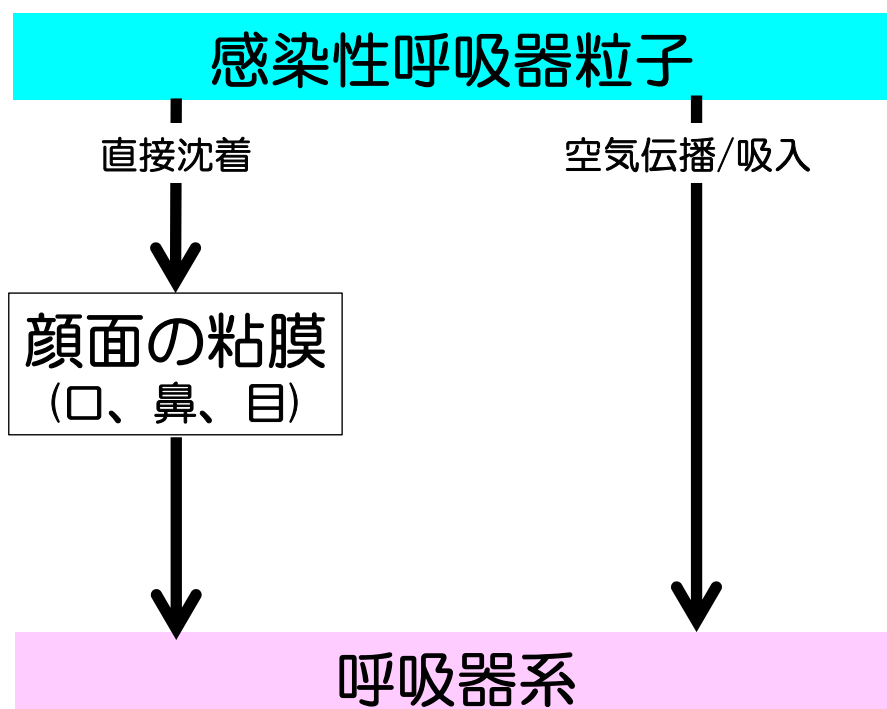 感染性呼吸器粒子
直接沈着
空気伝播/吸入
顔面の粘膜
(口、鼻、目)
呼吸器系